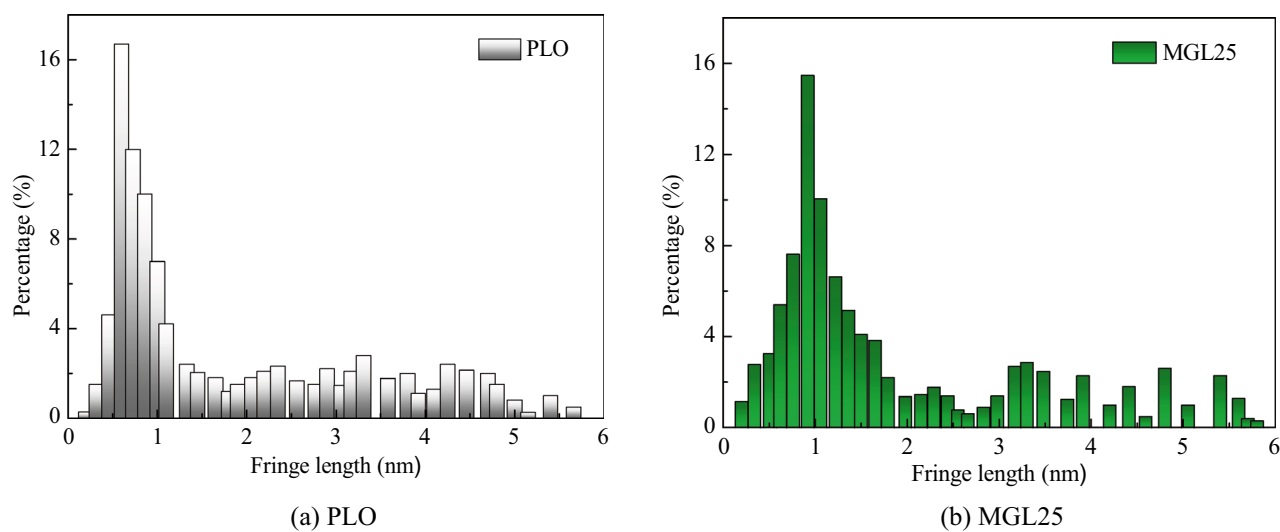 PLO
16
12
8
4
0
Percentage (%)
0 1 2 3 4 5 6
Fringe length (nm)
(a) PLO
MGL25
16
12
8
4
0
Percentage (%)
0 1 2 3 4 5 6
Fringe length (nm)
(b) MGL25